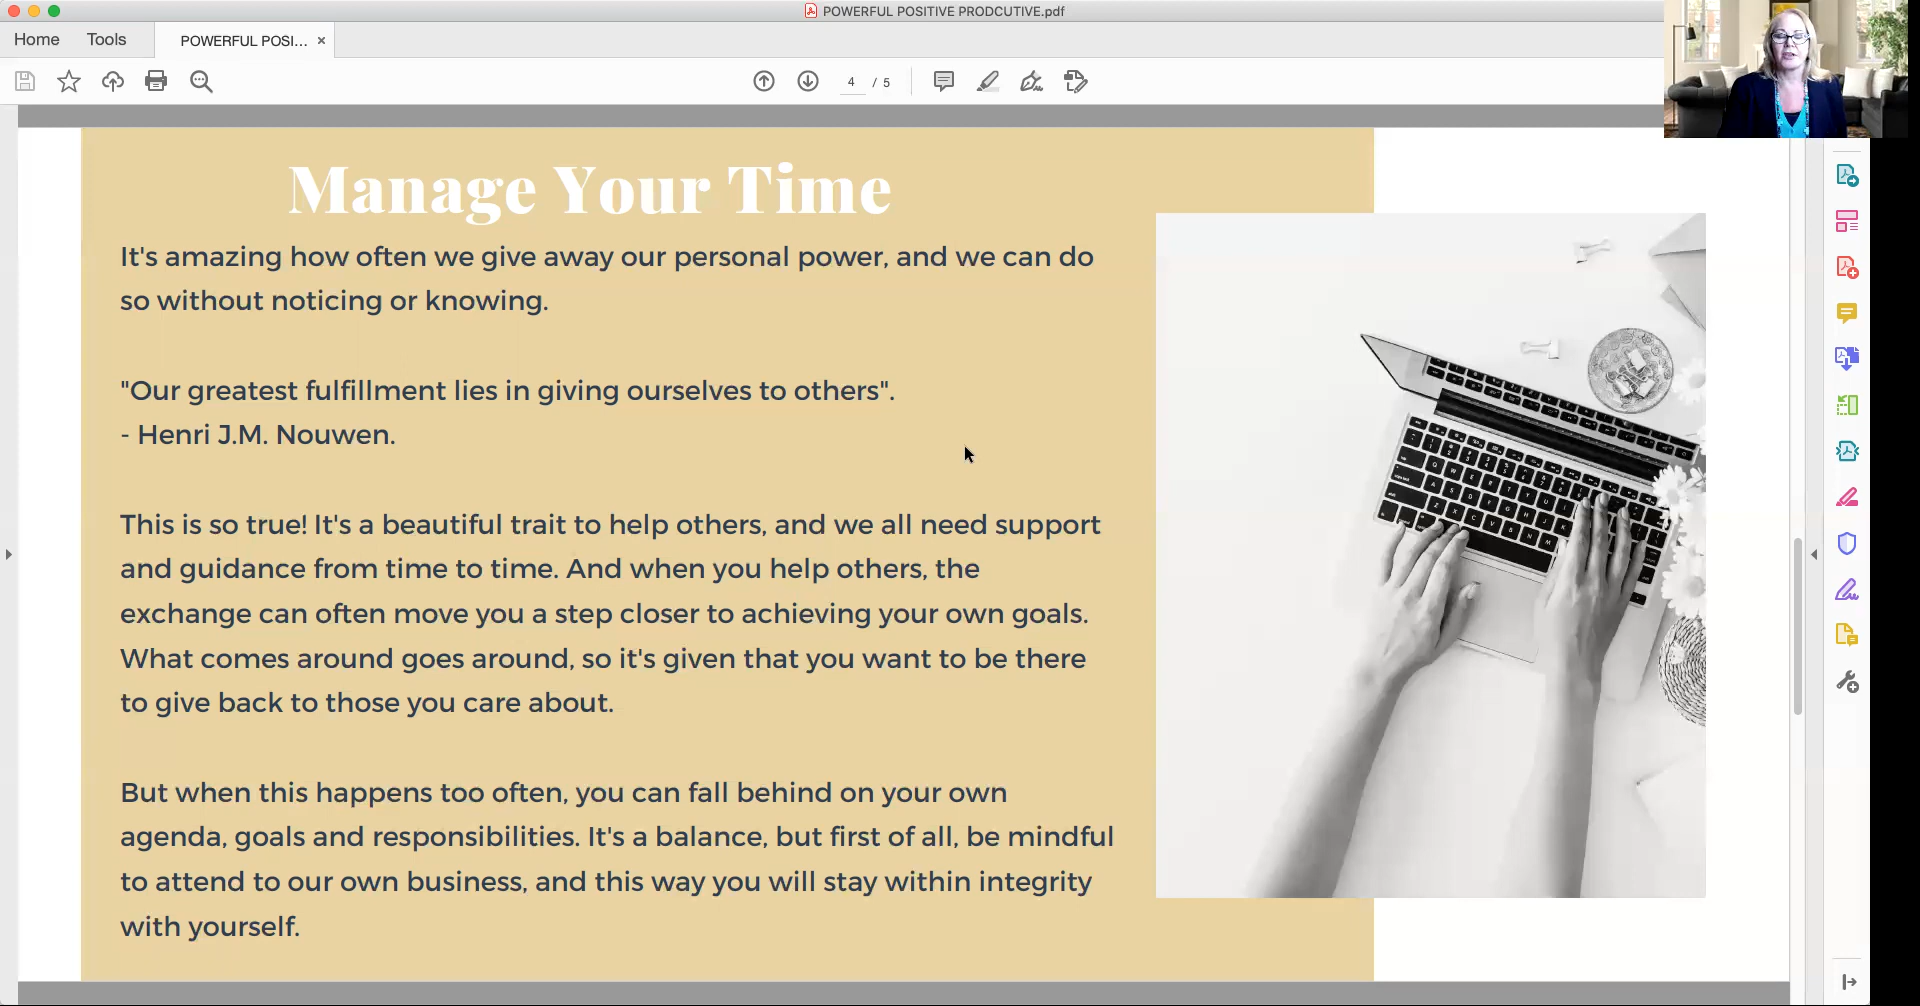 POWERFUL POSITIVE PRODCUTIVE.pdf
Home
Tools
POWERFUL POSI...
4 / 5
Manage Your Time
It's amazing how often we give away our personal power, and we can do
so without noticing or knowing.
"Our greatest fulfillment lies in giving ourselves to others".
- Henri J.M. Nouwen.
This is so true! It's a beautiful trait to help others, and we all need support
and guidance from time to time. And when you help others, the
exchange can often move you a step closer to achieving your own goals.
What comes around goes around, so it's given that you want to be there
to give back to those you care about.
But when this happens too often, you can fall behind on your own
agenda, goals and responsibilities. It's a balance, but first of all, be mindful
to attend to our own business, and this way you will stay within integrity
with yourself.